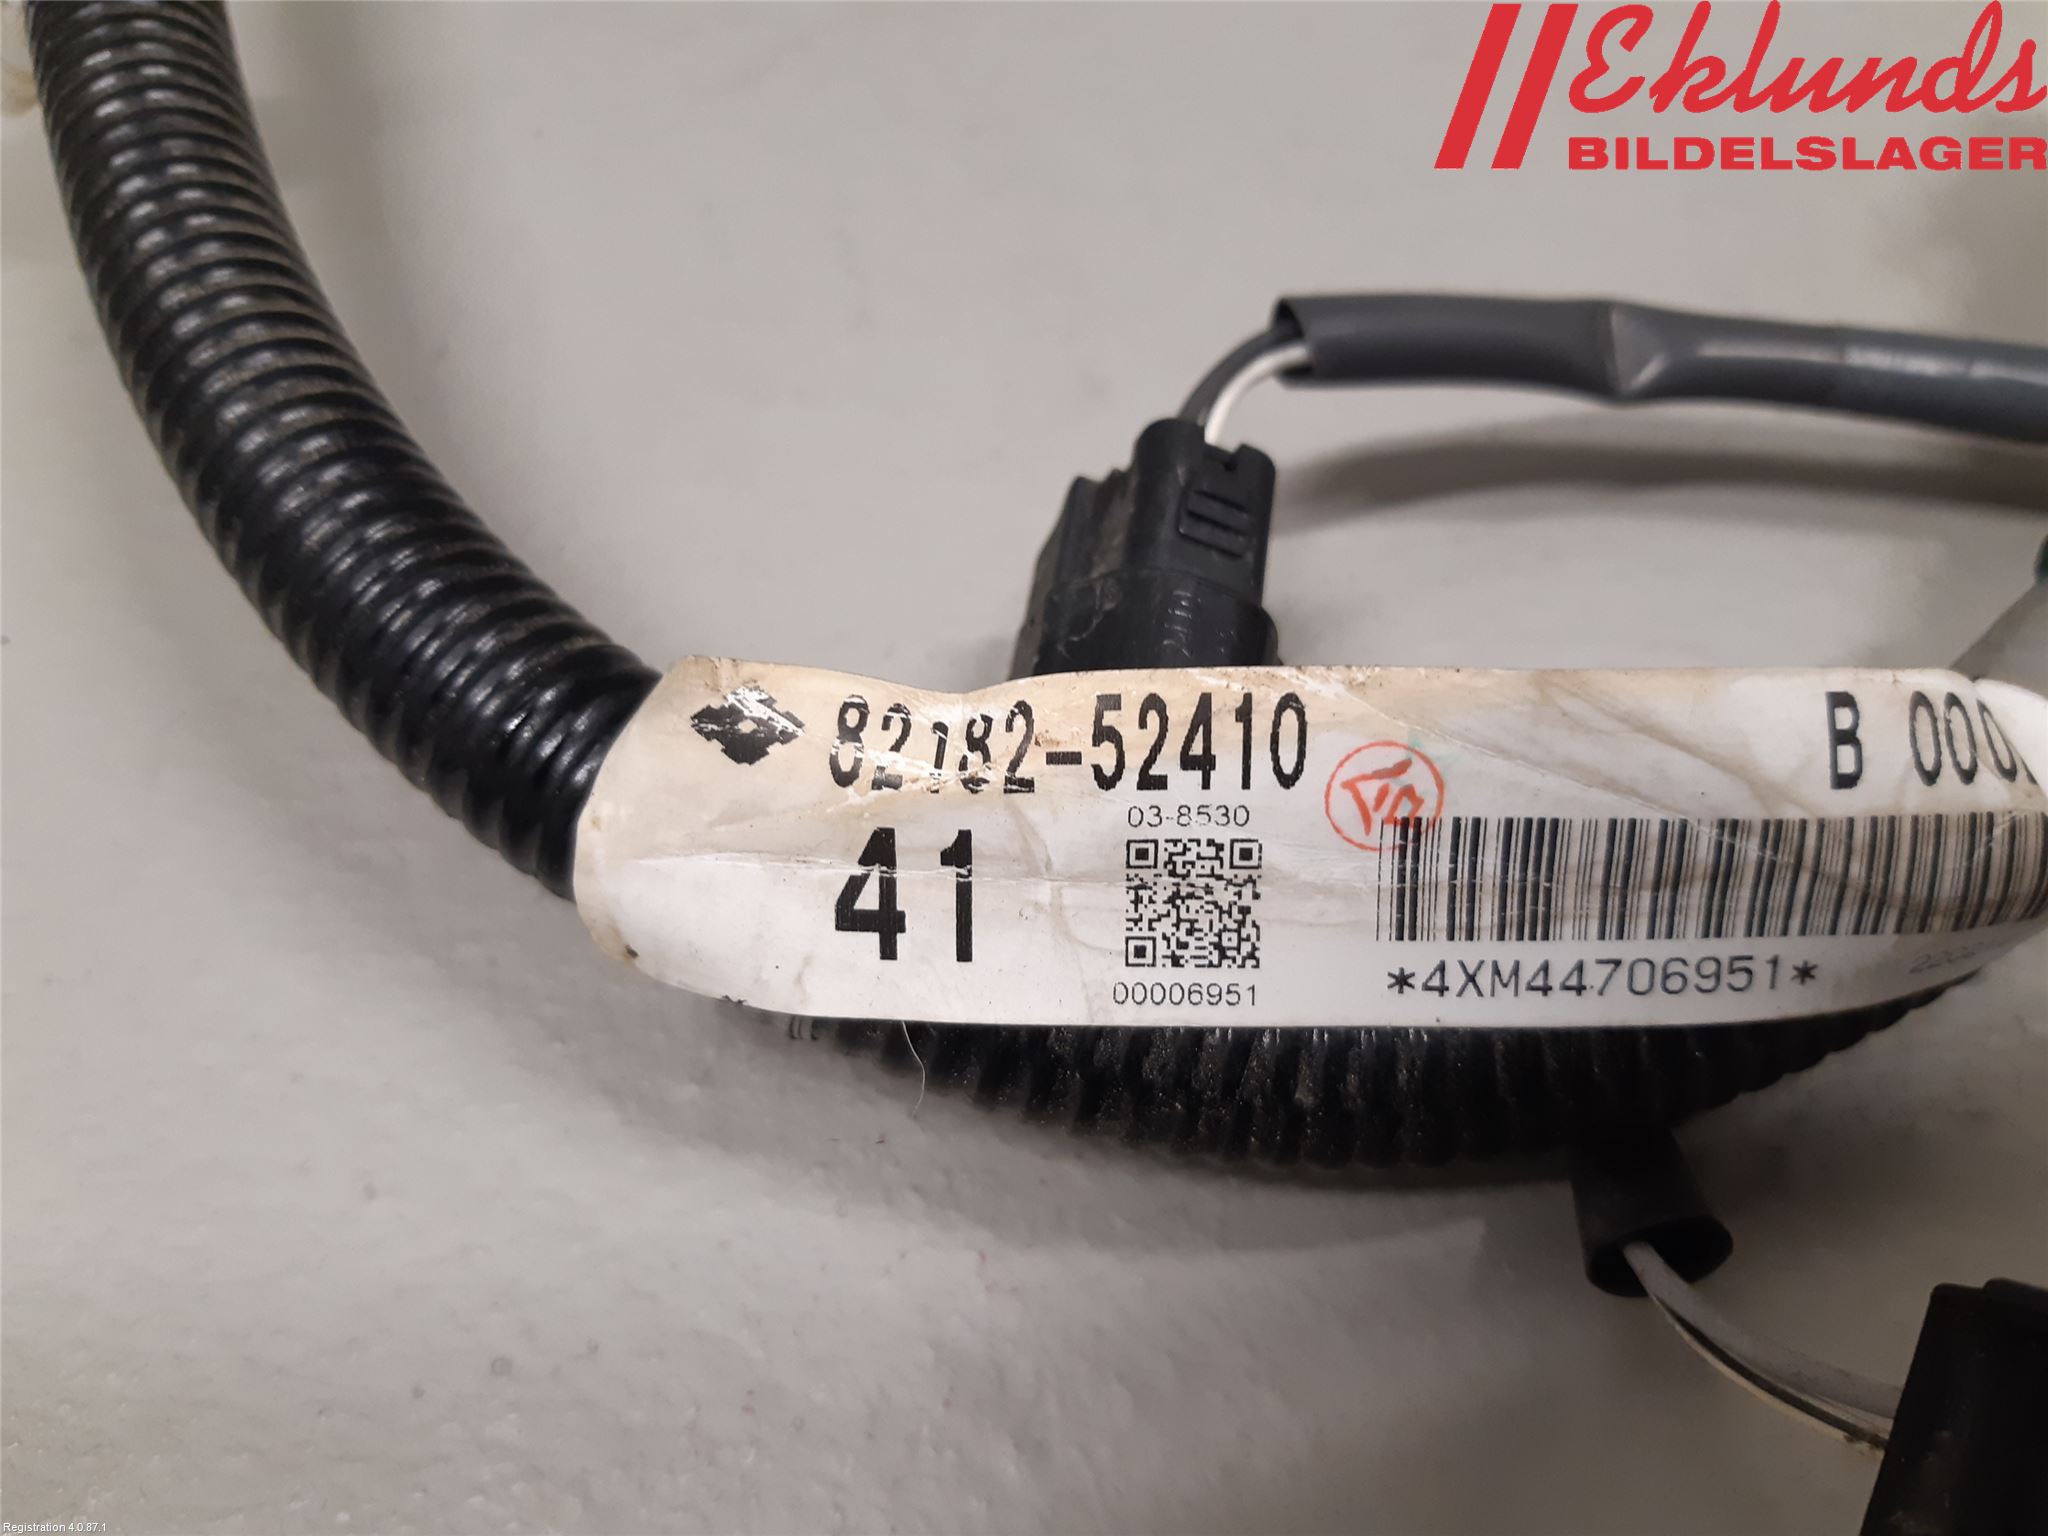 Eklunds
BILDELSLAGER
82182-52410
B 000
03-8530
41
00006951
*4XM44706951*
Registration 4.0.87.1